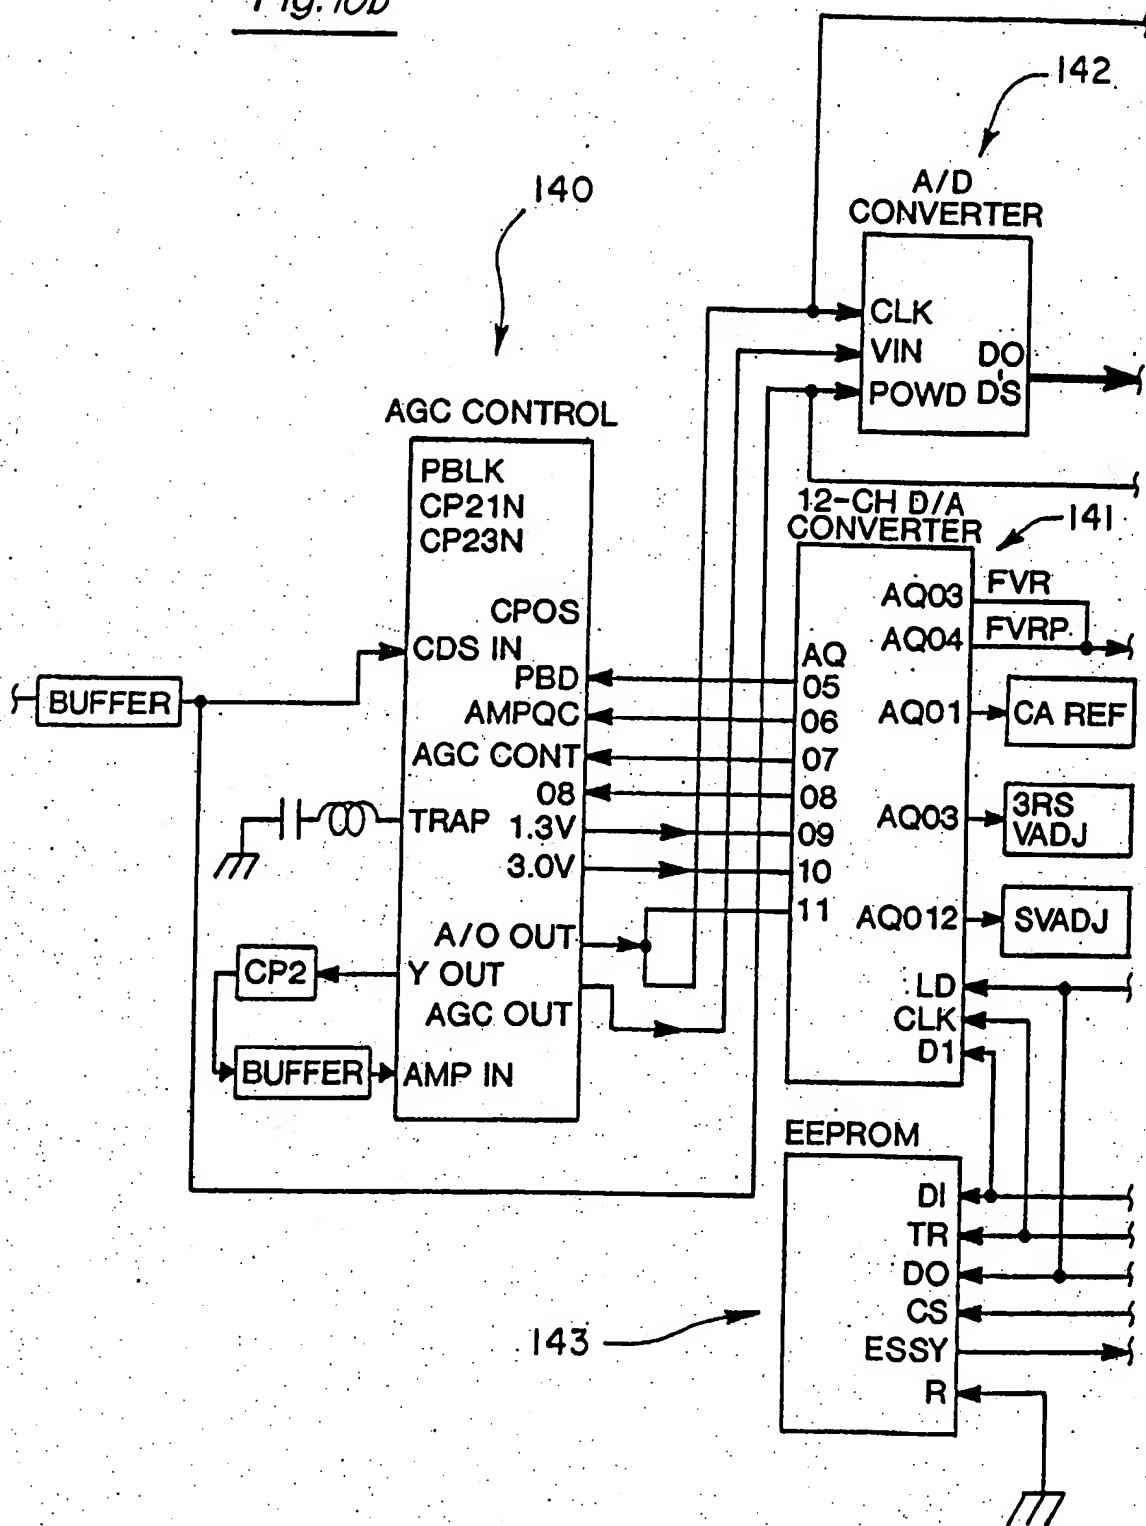 Fig. 10b
142
A/D
CONVERTER
140
CLK
VIN
DO
POWD
D'S
AGC CONTROL
PBLK
CP21N
CP23N
CPOS
CDS IN
PBD
AMPQC
AGC CONT
08
TRAP
1.3V
3.0V
A/O OUT
Y OUT
AGC OUT
AMP IN
BUFFER
CP2
BUFFER
12-CH D/A
CONVERTER
141
AQ03
FVR
AQ04
FVRP
AQ
05
06
07
08
09
10
11
AQ01
CA REF
AQ03
3RS
VADJ
AQ012
SVADJ
LD
CLK
D1
EEPROM
DI
TR
DO
CS
ESSY
R
143